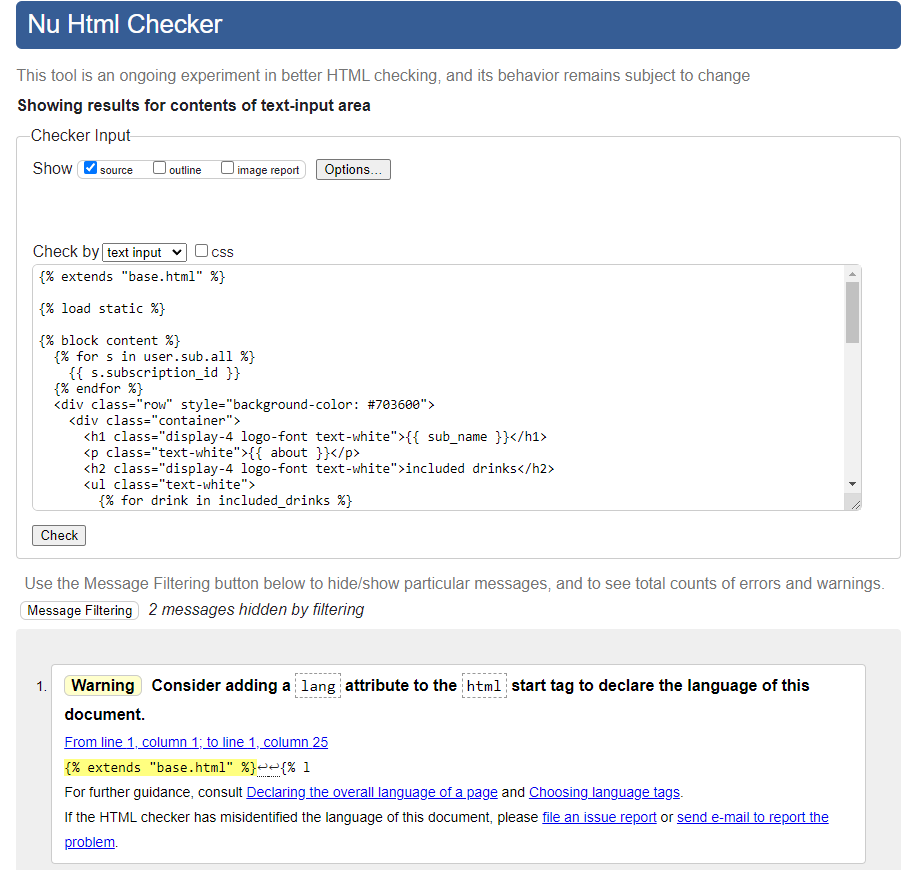 Nu Html Checker
This tool is an ongoing experiment in better HTML checking, and its behavior remains subject to change
Showing results for contents of text-input area
Checker Input
Show source outline image report Options...
Check by text input css
{% extends "base.html" %}
{% load static %}
{% block content %}
{% for s in user.sub.all %}
{{ s.subscription_id }}
{% endfor %}
<div class="row" style="background-color: #703600">
<div class="container">
<h1 class="display-4 logo-font text-white">{{ sub_name }}</h1>
<p class="text-white">{{ about }}</p>
<h2 class="display-4 logo-font text-white">included drinks</h2>
<ul class="text-white">
{% for drink in included_drinks %}
Check
Use the Message Filtering button below to hide/show particular messages, and to see total counts of errors and warnings.
Message Filtering 2 messages hidden by filtering
1. Warning Consider adding a lang attribute to the html start tag to declare the language of this
document.
From line 1, column 1; to line 1, column 25
{% extends "base.html" %}↩↩{% l
For further guidance, consult Declaring the overall language of a page and Choosing language tags.
If the HTML checker has misidentified the language of this document, please file an issue report or send e-mail to report the
problem.